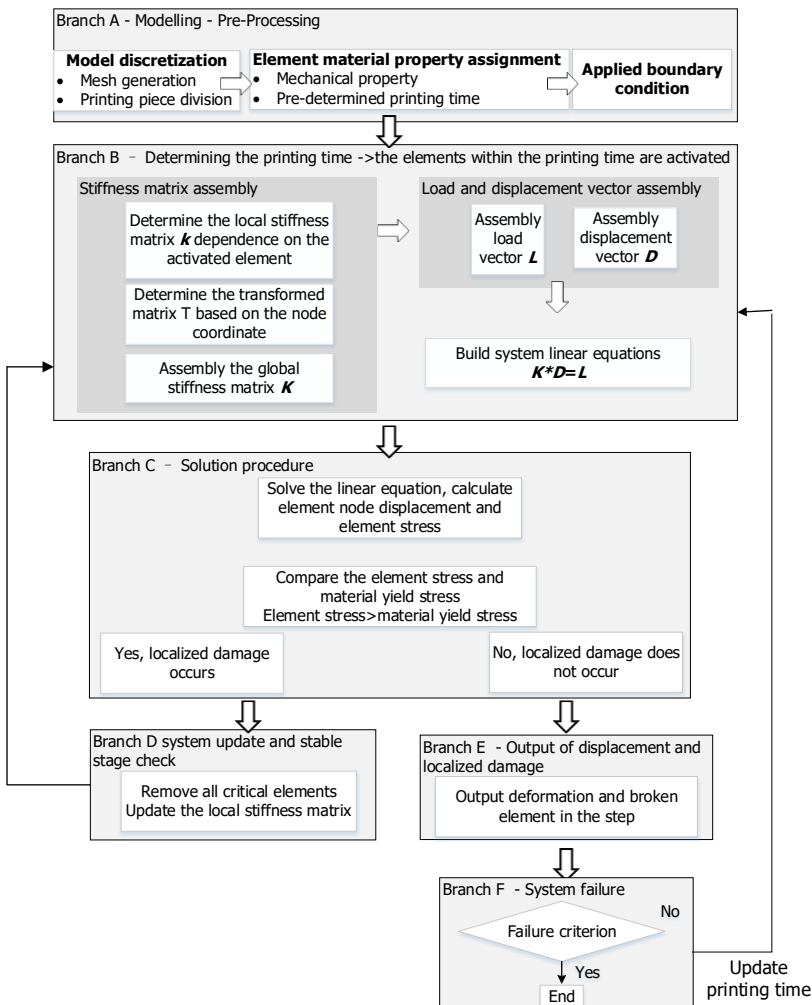 Branch A - Modelling - Pre-Processing
Model discretization
• Mesh generation
• Printing piece division
Element material property assignment
• Mechanical property
• Pre-determined printing time
Applied boundary
condition
Branch B - Determining the printing time ->the elements within the printing time are activated
Stiffness matrix assembly
Determine the local stiffness
matrix k dependence on the
activated element
Determine the transformed
matrix T based on the node
coordinate
Assembly the global
stiffness matrix K
Load and displacement vector assembly
Assembly
load
vector L
Assembly
displacement
vector D
Build system linear equations
K*D=L
Branch C - Solution procedure
Solve the linear equation, calculate
element node displacement and
element stress
Compare the element stress and
material yield stress
Element stress>material yield stress
Yes, localized damage
occurs
No, localized damage does
not occur
Branch D system update and stable
stage check
Remove all critical elements
Update the local stiffness matrix
Branch E - Output of displacement and
localized damage
Output deformation and broken
element in the step
Branch F - System failure
No
Failure criterion
Yes
End
Update
printing time